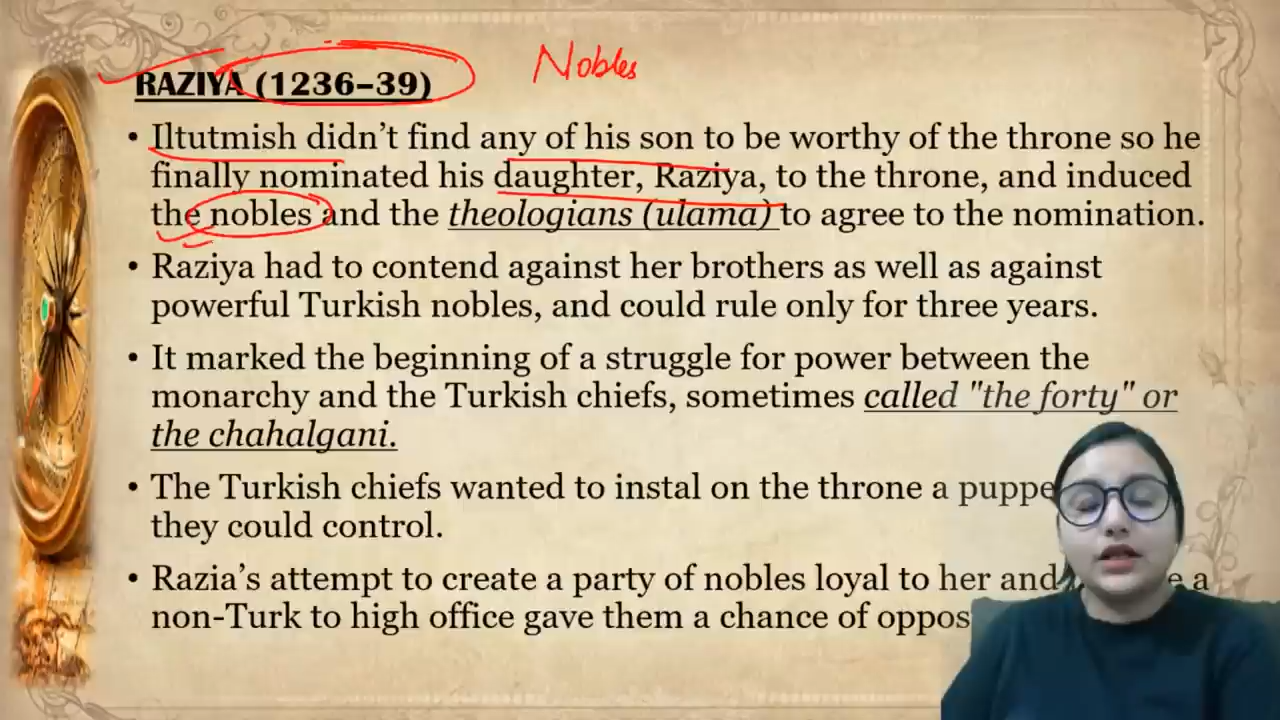 RAZIYA (1236–39)
Nobles
• Iltutmish didn't find any of his son to be worthy of the throne so he
finally nominated his daughter, Raziya, to the throne, and induced
the nobles and the theologians (ulama) to agree to the nomination.
• Raziya had to contend against her brothers as well as against
powerful Turkish nobles, and could rule only for three years.
• It marked the beginning of a struggle for power between the
monarchy and the Turkish chiefs, sometimes called "the forty" or
the chahalgani.
• The Turkish chiefs wanted to instal on the throne a
they could control.
• Razia's attempt to create a party of nobles loyal to her and a
non-Turk to high office gave them a chance of